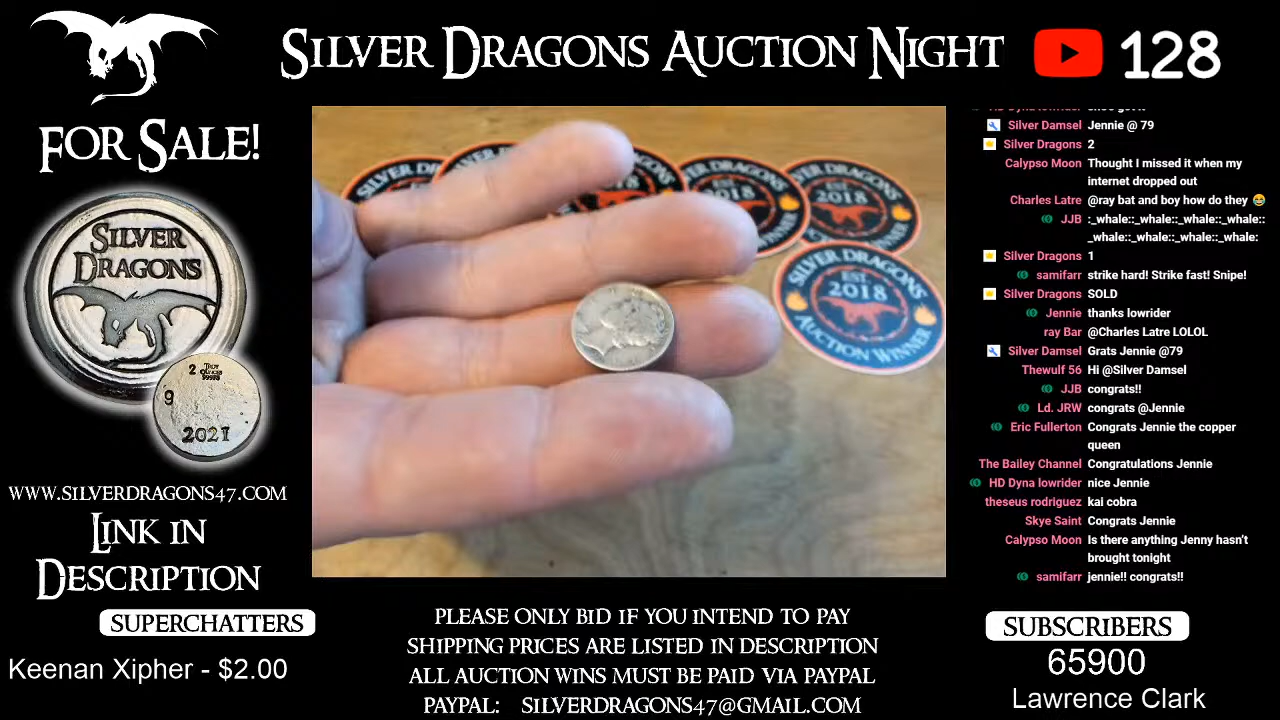 SILVER DRAGONS AUCTION NIGHT
128
FOR SALE!
SILVER
DRAGONS
2 TROY
OUNCES
9
2021
WWW.SILVERDRAGONS47.COM
LINK IN
DESCRIPTION
SUPERCHATTERS
Keenan Xipher - $2.00
SILVER DRAGONS
EST
2018
AUCTION WINNER
Silver Damsel Jennie @ 79
Silver Dragons 2
Calypso Moon Thought I missed it when my
internet dropped out
Charles Latre @ray bat and boy how do they 😂
JJB :_whale::_whale::_whale::_whale::
_whale::_whale::_whale::_whale:
Silver Dragons 1
samifarr strike hard! Strike fast! Snipe!
Silver Dragons SOLD
Jennie thanks lowrider
ray Bar @Charles Latre LOLOL
Silver Damsel Grats Jennie @79
Thewulf 56 Hi @Silver Damsel
JJB congrats!!
Ld. JRW congrats @Jennie
Eric Fullerton Congrats Jennie the copper
queen
The Bailey Channel Congratulations Jennie
HD Dyna lowrider nice Jennie
theseus rodriguez kai cobra
Skye Saint Congrats Jennie
Calypso Moon Is there anything Jenny hasn't
brought tonight
samifarr jennie!! congrats!!
PLEASE ONLY BID IF YOU INTEND TO PAY
SHIPPING PRICES ARE LISTED IN DESCRIPTION
ALL AUCTION WINS MUST BE PAID VIA PAYPAL
PAYPAL: SILVERDRAGONS47@GMAIL.COM
SUBSCRIBERS
65900
Lawrence Clark